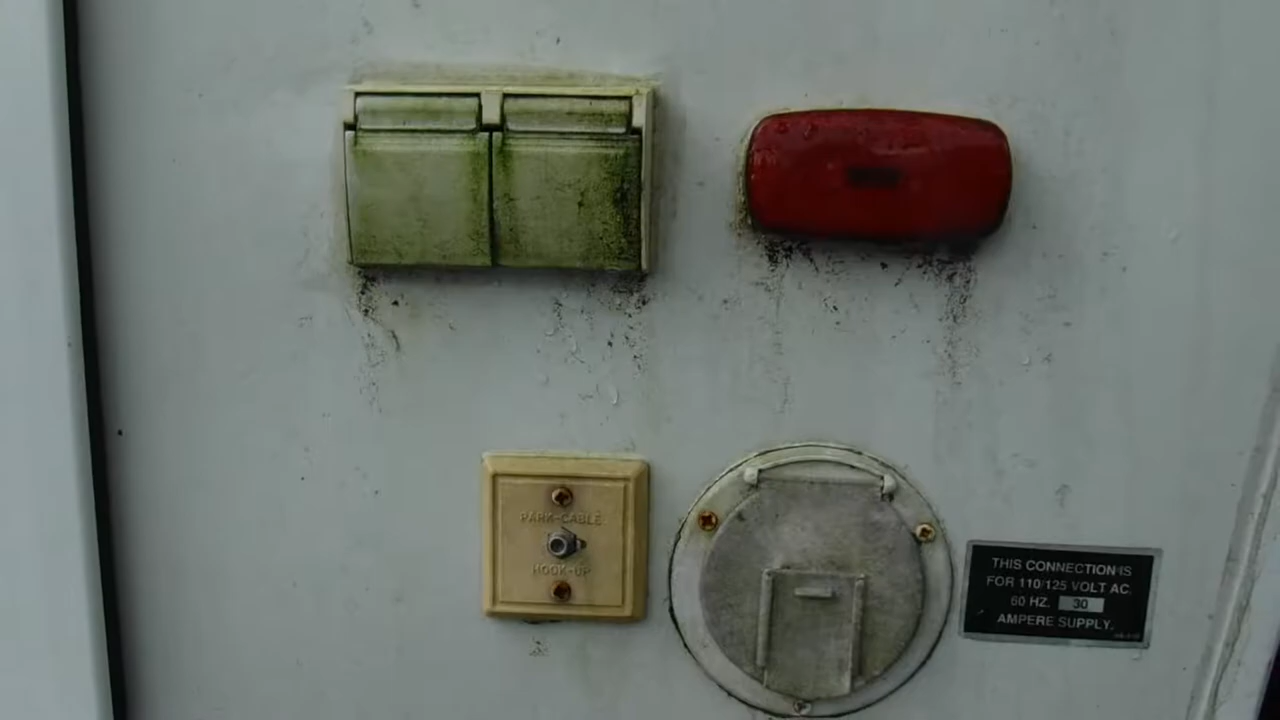 PARK-CABLE
HOOK-UP
THIS CONNECTION IS
FOR 110/125 VOLT AC.
60 HZ. 30
AMPERE SUPPLY.